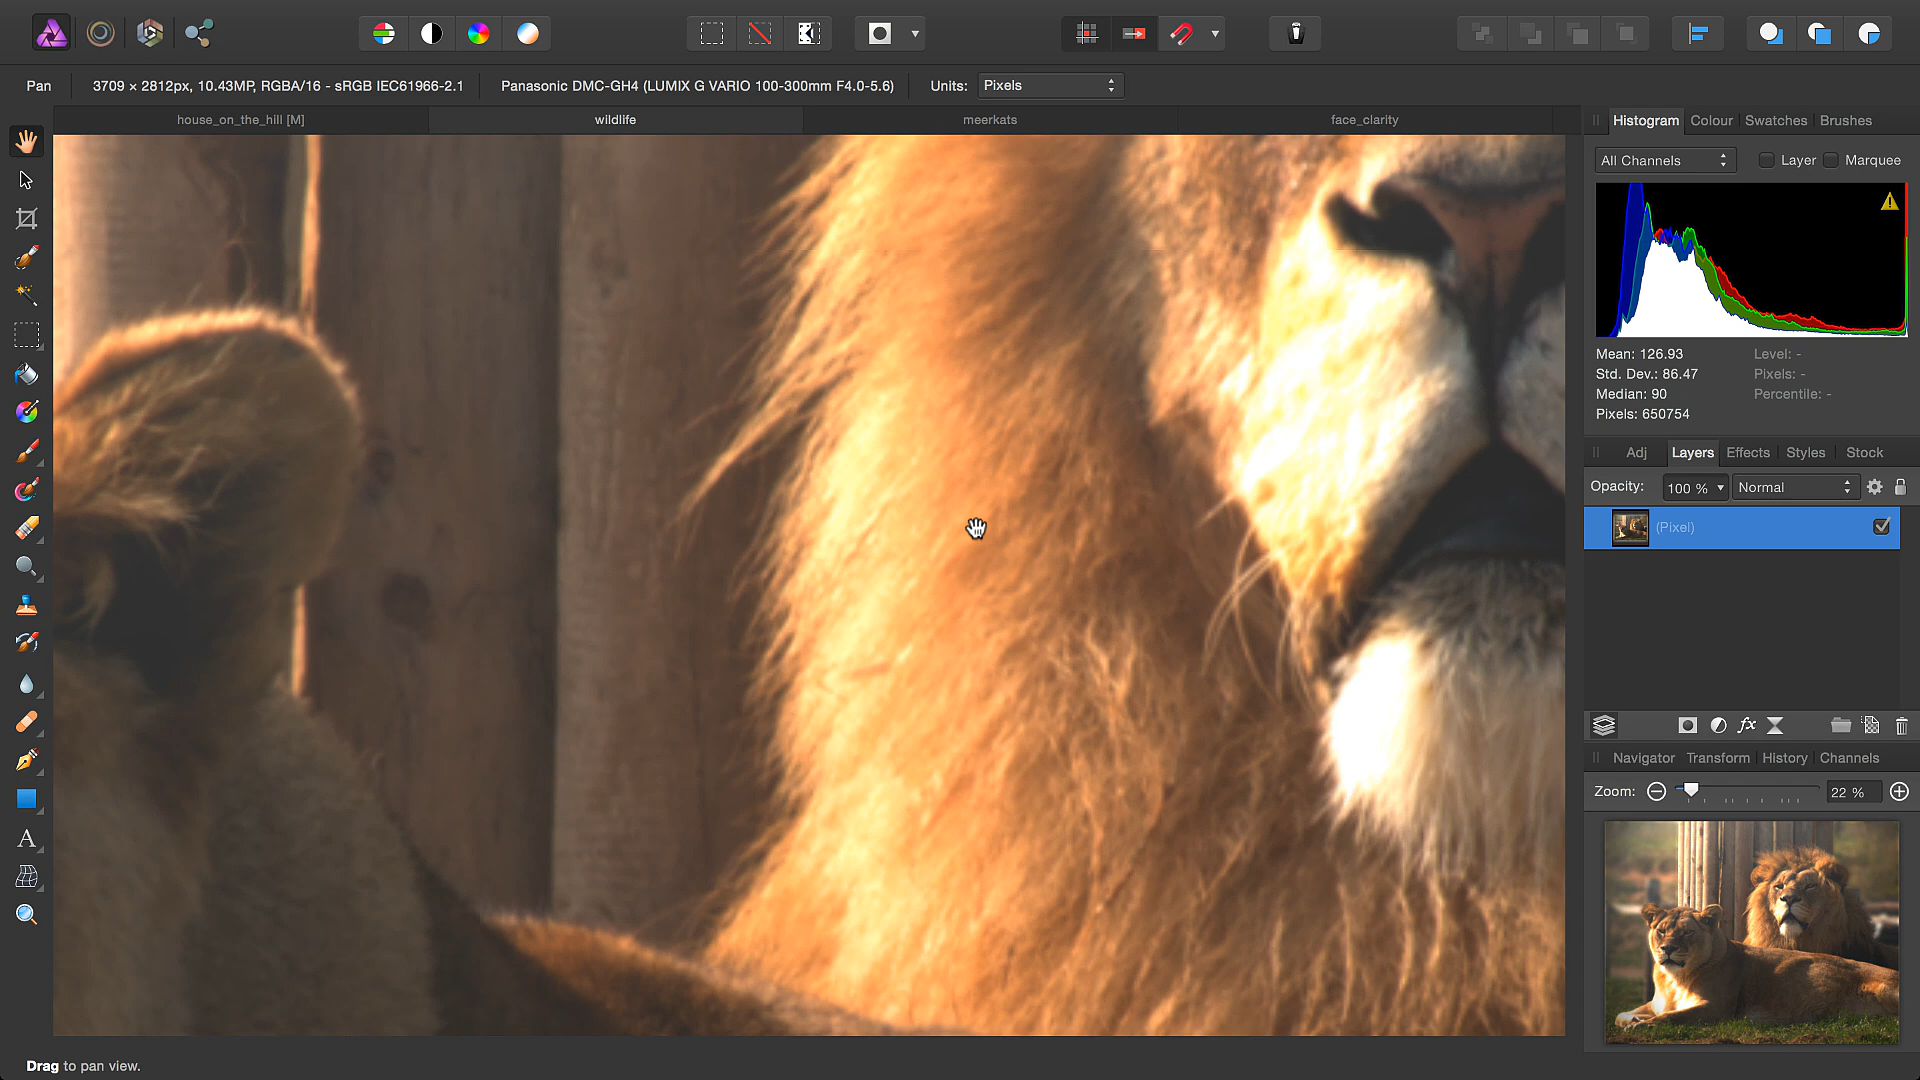 Pan
3709 × 2812px, 10.43MP, RGBA/16 - sRGB IEC61966-2.1
Panasonic DMC-GH4 (LUMIX G VARIO 100-300mm F4.0-5.6)
Units:
Pixels
house_on_the_hill [M]
wildlife
meerkats
face_clarity
Histogram
Colour
Swatches
Brushes
All Channels
Layer
Marquee
Mean: 126.93
Level: -
Std. Dev.: 86.47
Pixels: -
Median: 90
Percentile: -
Pixels: 650754
Adj
Layers
Effects
Styles
Stock
Opacity:
100 %
Normal
(Pixel)
fx
Navigator
Transform
History
Channels
Zoom:
22 %
A
Drag to pan view.